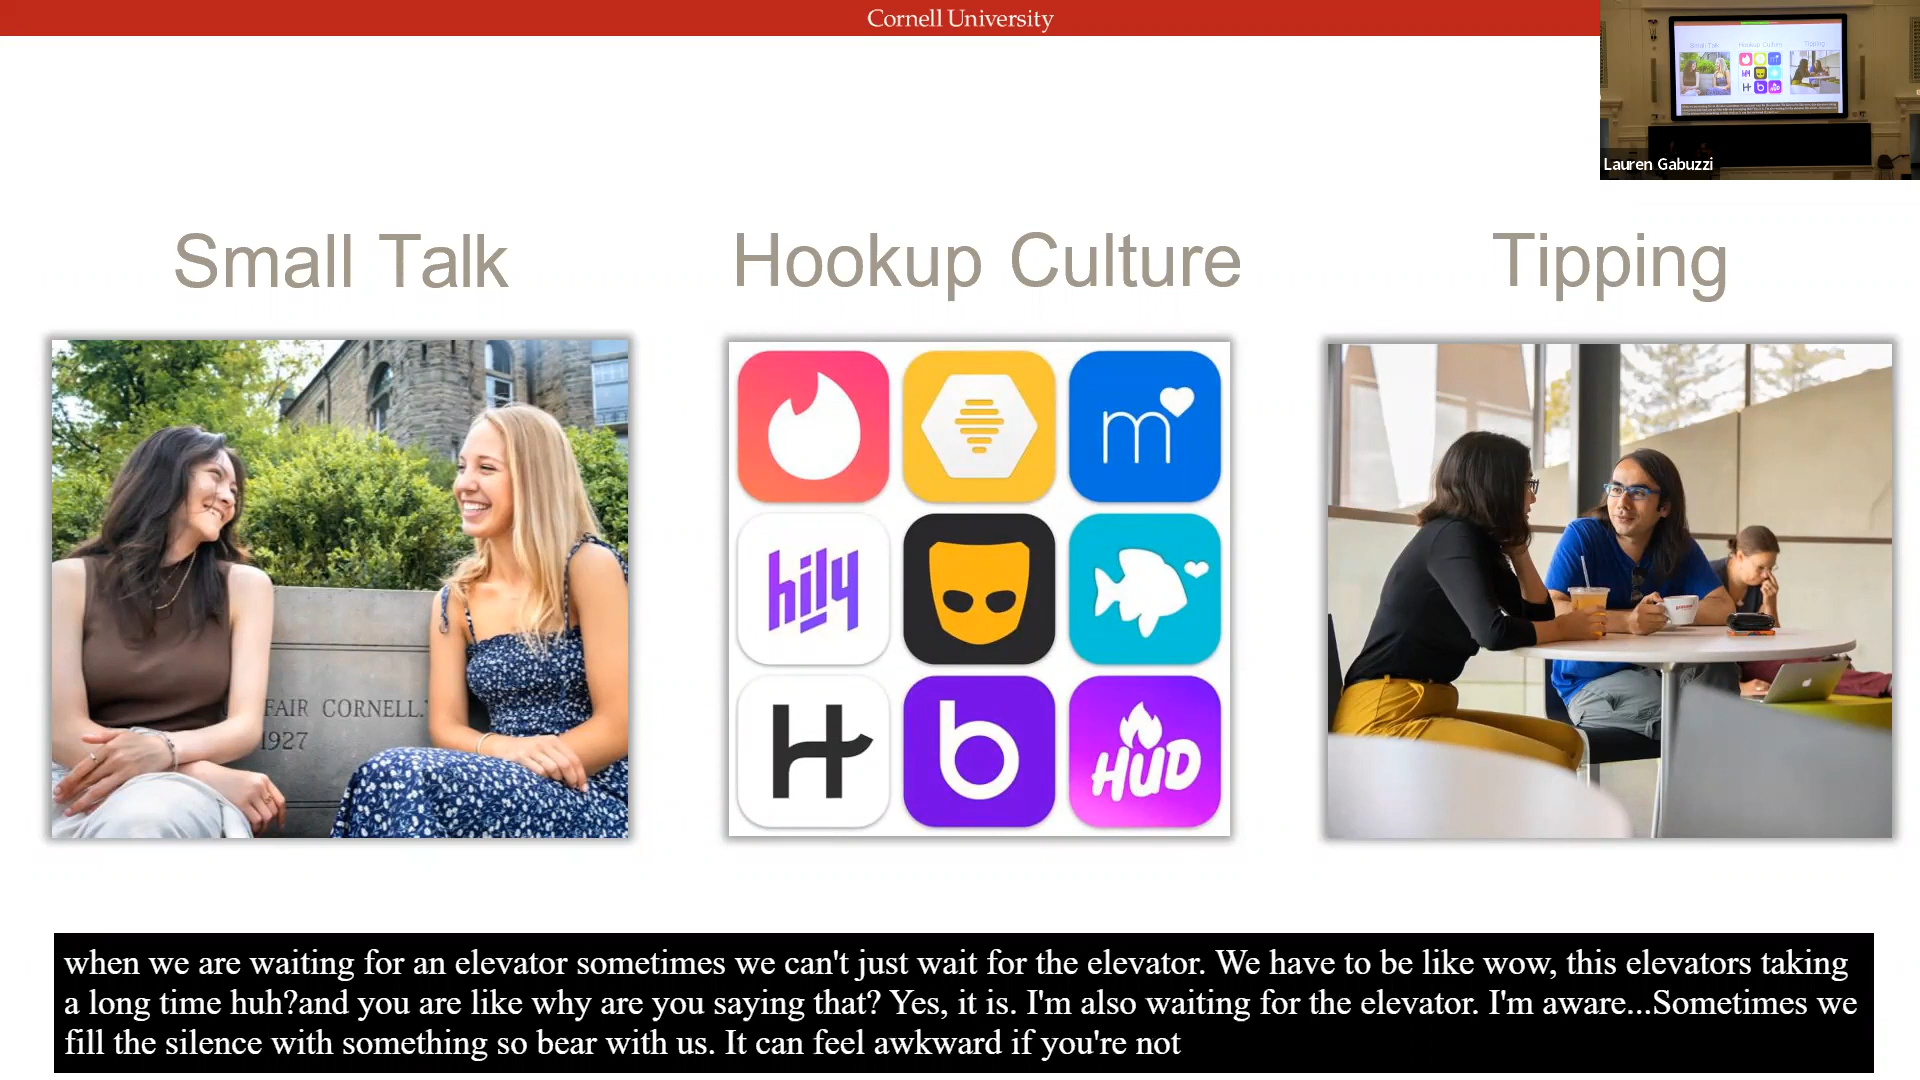 Cornell University
Lauren Gabuzzi
Small Talk
Hookup Culture
Tipping
FAIR CORNELL."
1927
m
hily
H
b
HUD
when we are waiting for an elevator sometimes we can't just wait for the elevator. We have to be like wow, this elevators taking
a long time huh?and you are like why are you saying that? Yes, it is. I'm also waiting for the elevator. I'm aware...Sometimes we
fill the silence with something so bear with us. It can feel awkward if you're not